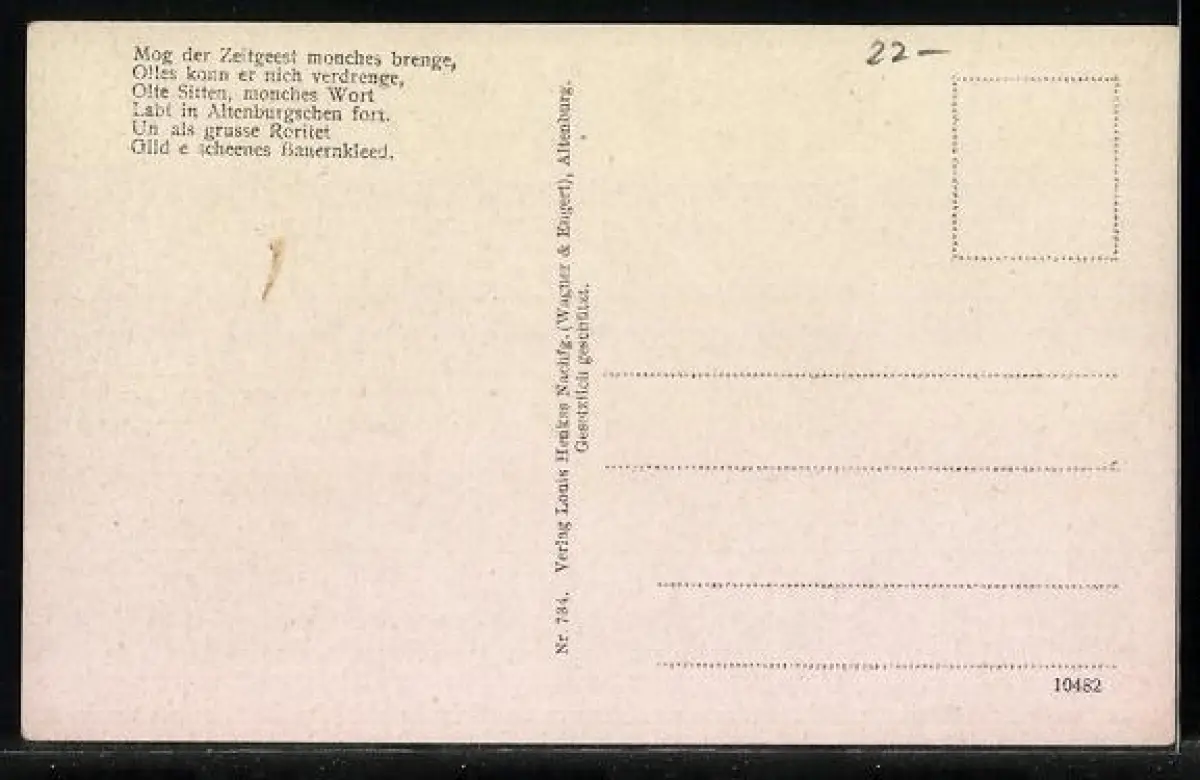 Mog der Zeitgeest monches brenge,
Olles konn er nich verdrenge,
Olte Sitten, monches Wort
Labt in Altenburgschen fort.
Un als grusse Roritet
Gild e scheenes Bauernkleed.
Nr. 734. Verlag Louis Henkes Nachfg. (Wagner & Engert), Altenburg.
Gesetzlich geschützt.
22-
10482